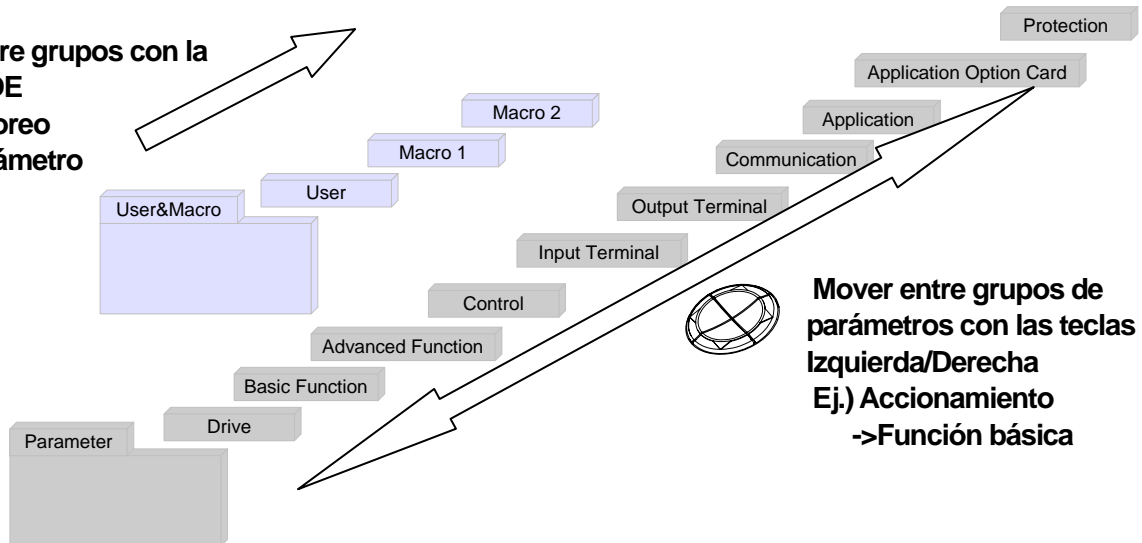 re grupos con la
DE
oreo
ámetro
Protection
Application Option Card
Application
Communication
Output Terminal
Input Terminal
Control
Advanced Function
Basic Function
Drive
Parameter
Macro 2
Macro 1
User
User&Macro
Mover entre grupos de
parámetros con las teclas
Izquierda/Derecha
Ej.) Accionamiento
->Función básica